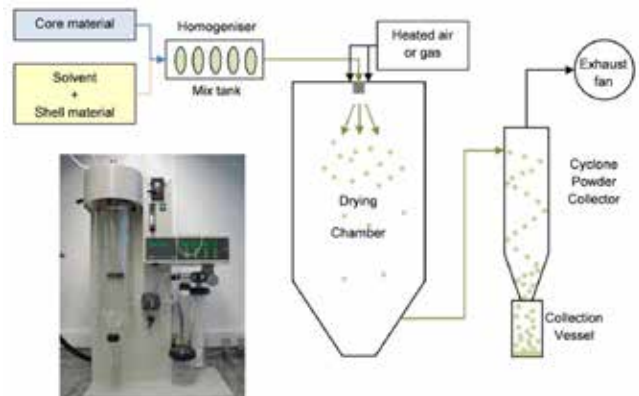 Core material
Solvent
+
Shell material
Homogeniser
Mix tank
Heated air
or gas
Exhaust
fan
Drying
Chamber
Cyclone
Powder
Collector
Collection
Vessel